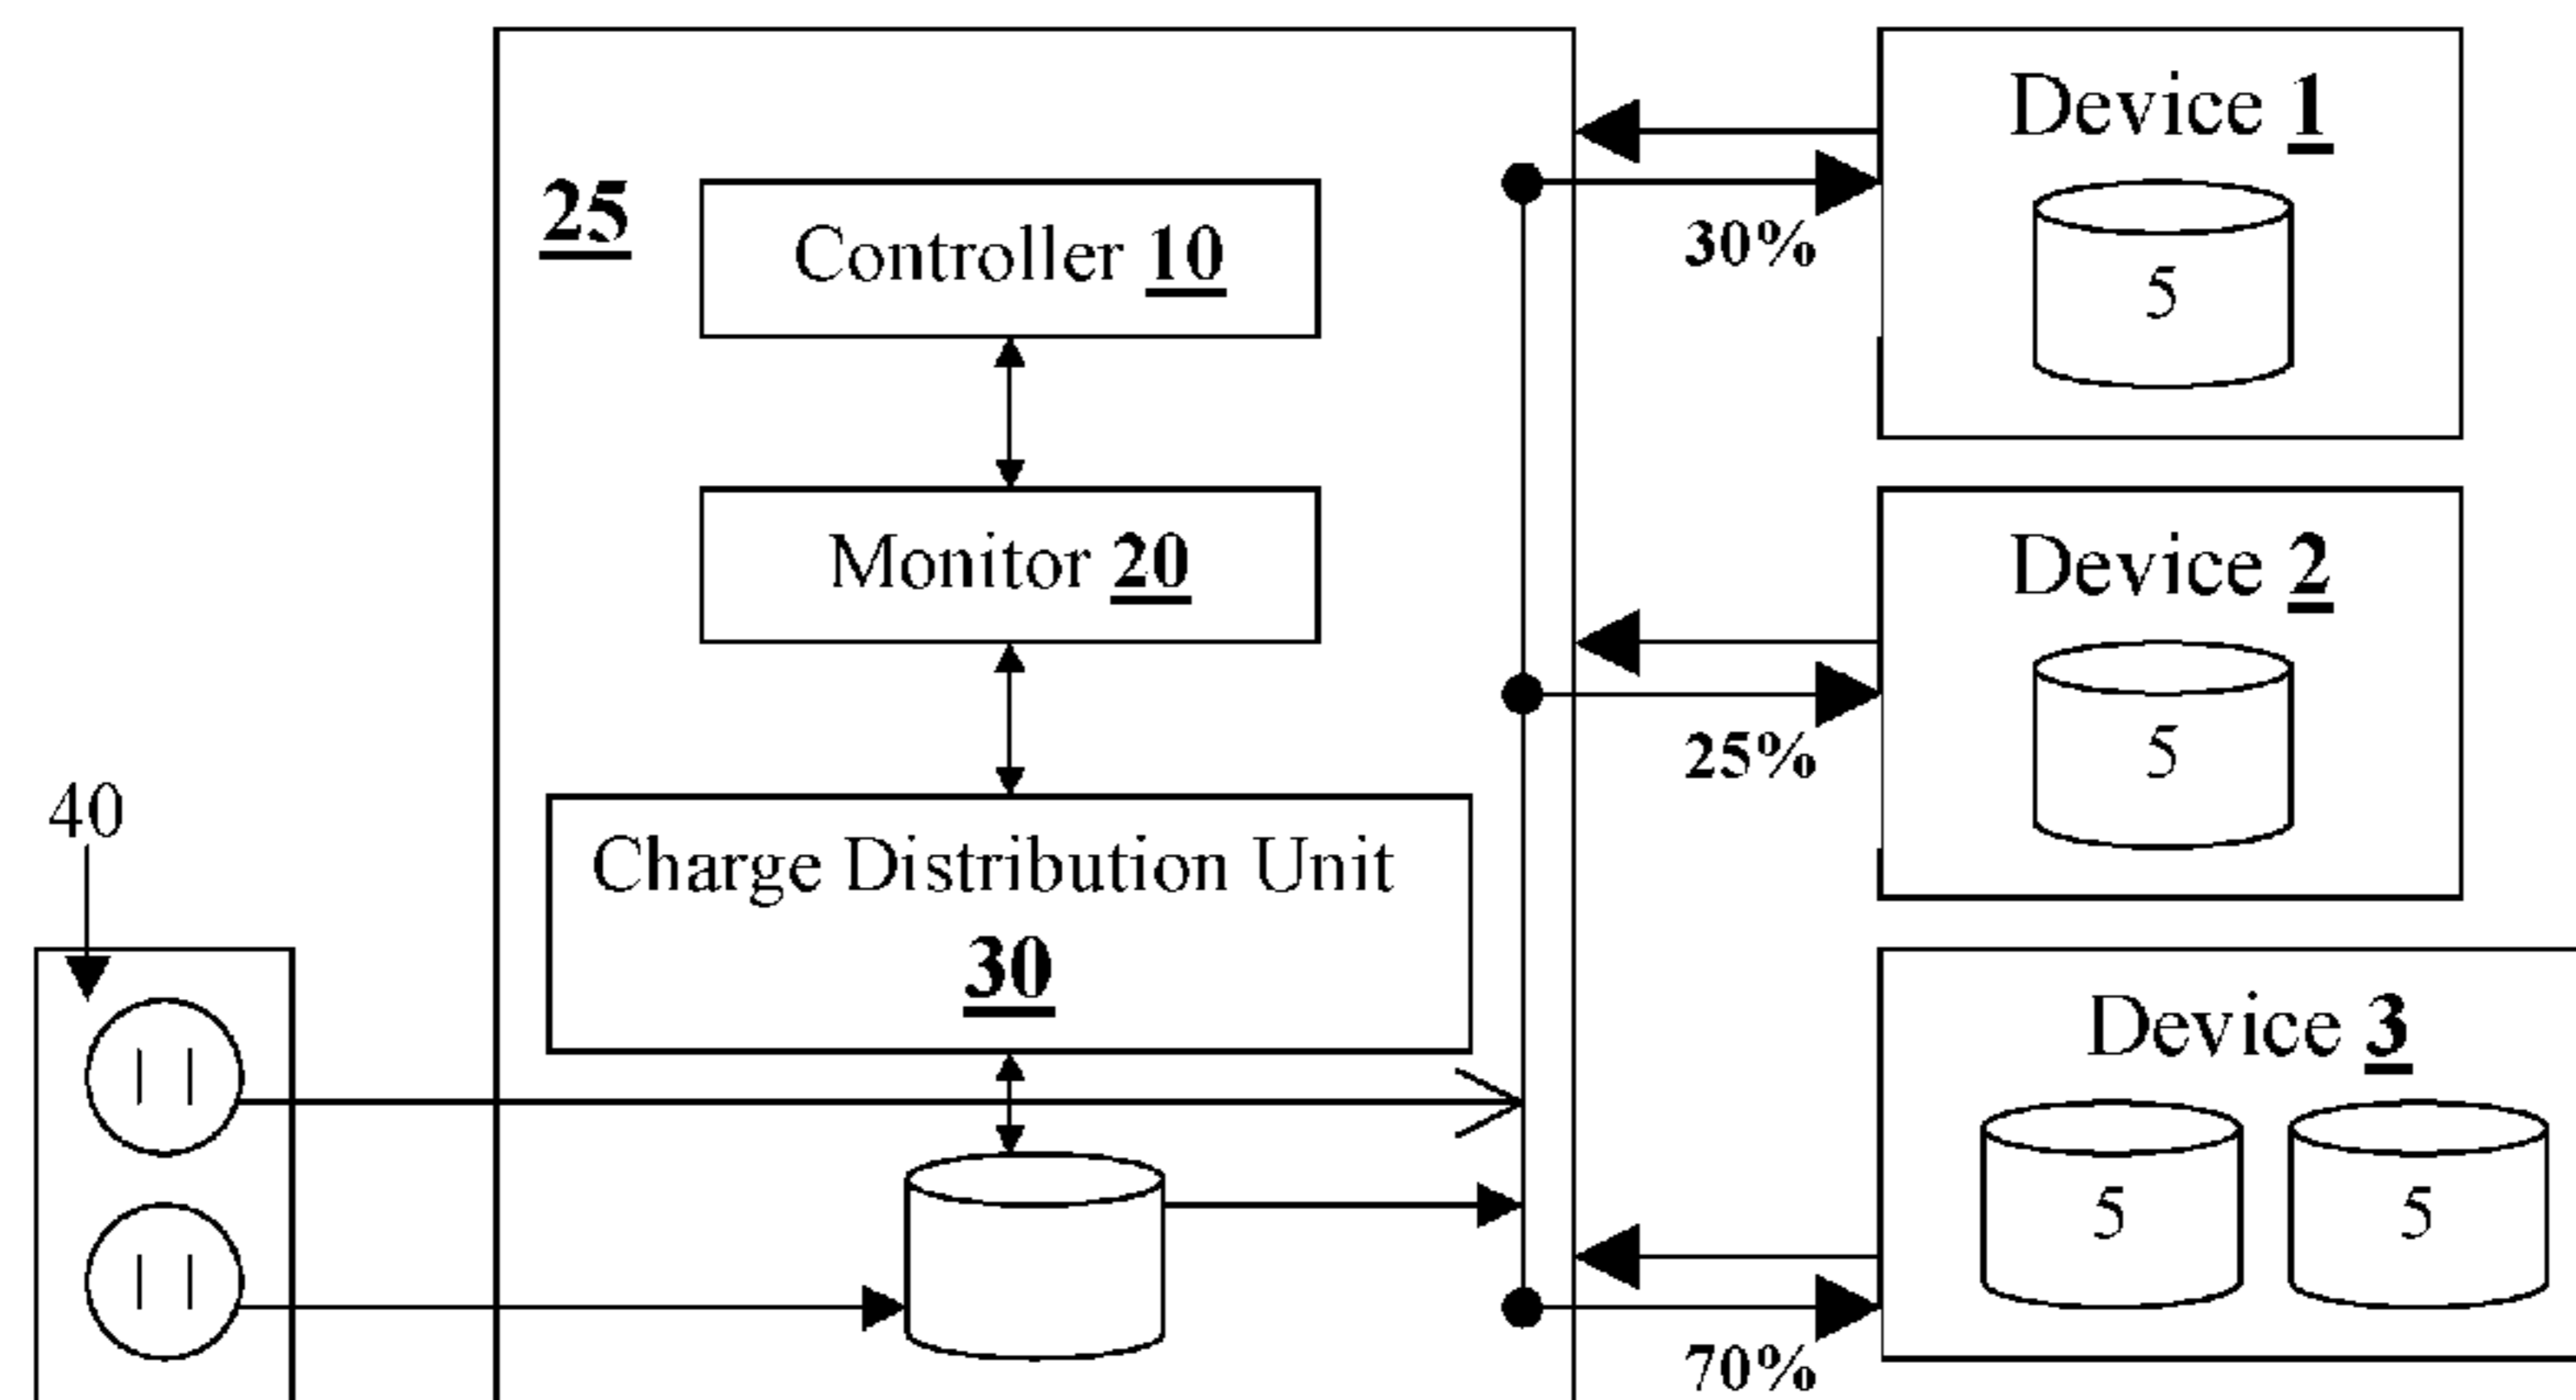 25
Controller 10
Monitor 20
Charge Distribution Unit
30
40
30%
25%
70%
Device 1
5
Device 2
5
Device 3
5 5